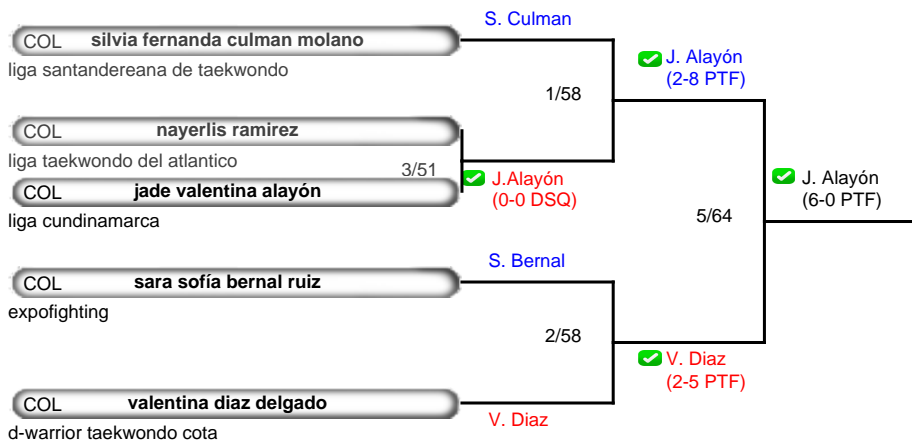 S. Culman
COL silvia fernanda culman molano
liga santandereana de taekwondo
J. Alayón
(2-8 PTF)
1/58
COL nayerlis ramirez
liga taekwondo del atlantico
3/51
J.Alayón
(0-0 DSQ)
COL jade valentina alayón
liga cundinamarca
J. Alayón
(6-0 PTF)
5/64
S. Bernal
COL sara sofía bernal ruiz
expofighting
2/58
V. Diaz
(2-5 PTF)
COL valentina diaz delgado
V. Diaz
d-warrior taekwondo cota